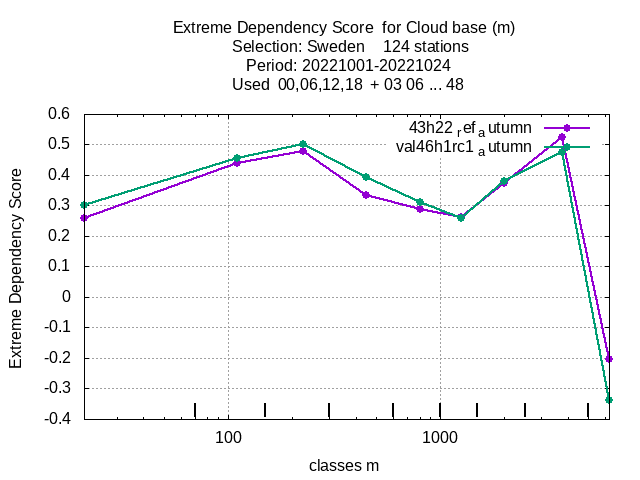 Extreme Dependency Score  for Cloud base (m)
Selection: Sweden    124 stations
Period: 20221001-20221024
Used  00,06,12,18  + 03 06 ... 48
0.6
43h22_ref_autumn
0.5
val46h1rc1_autumn
0.4
0.3
0.2
0.1
0
-0.1
-0.2
-0.3
-0.4
Extreme Dependency Score
100
1000
classes m